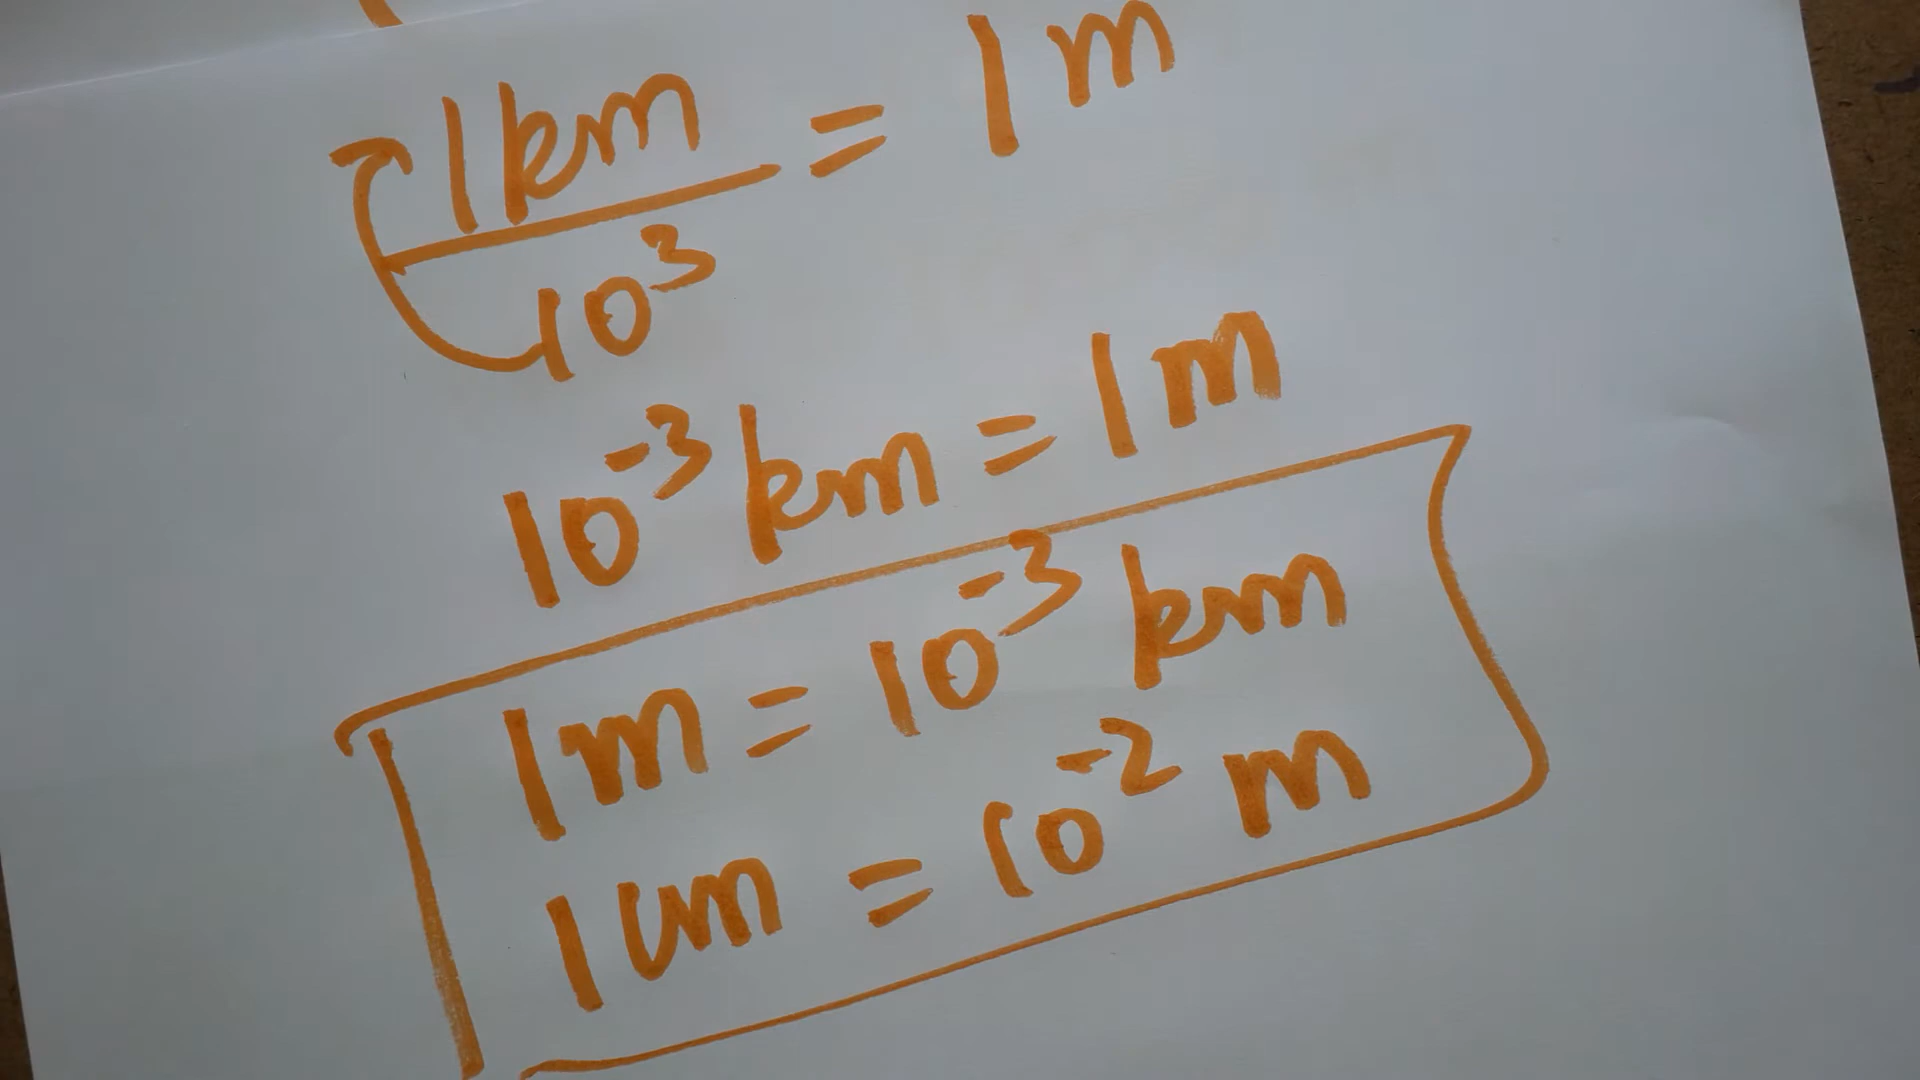 1km = 1m
10³
10⁻³ km = 1m
1m = 10⁻³ km
1cm = 10⁻² m